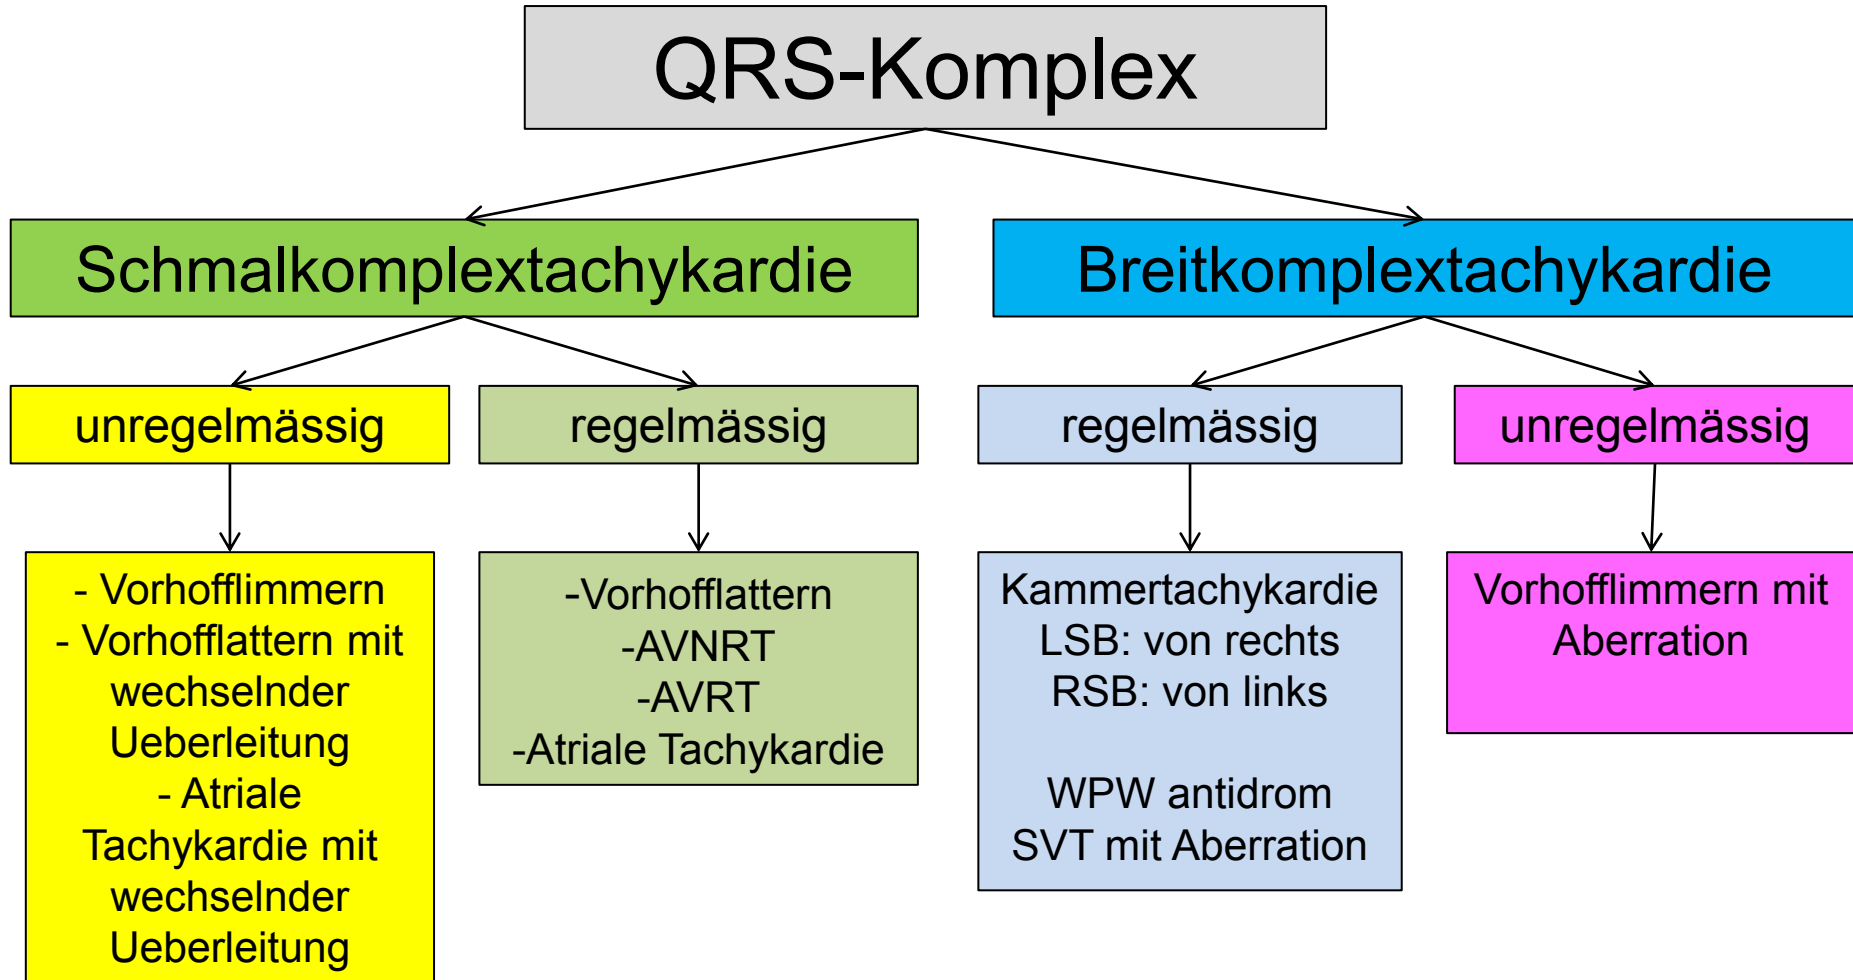 QRS-Komplex
Schmalkomplextachykardie
Breitkomplextachykardie
unregelmässig
regelmässig
regelmässig
unregelmässig
- Vorhofflimmern
- Vorhofflattern mit
wechselnder
Ueberleitung
- Atriale
Tachykardie mit
wechselnder
Ueberleitung
-Vorhofflattern
-AVNRT
-AVRT
-Atriale Tachykardie
Kammertachykardie
LSB: von rechts
RSB: von links
WPW antidrom
SVT mit Aberration
Vorhofflimmern mit
Aberration